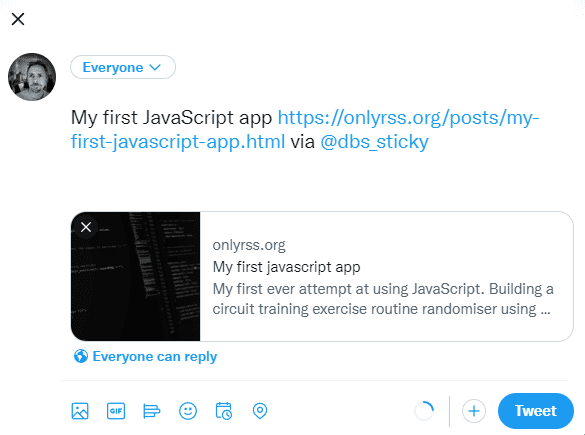 Everyone
My first JavaScript app https://onlyrss.org/posts/my-
first-javascript-app.html via @dbs_sticky
onlyrss.org
My first javascript app
My first ever attempt at using JavaScript. Building a
circuit training exercise routine randomiser using ...
Everyone can reply
GIF
Tweet